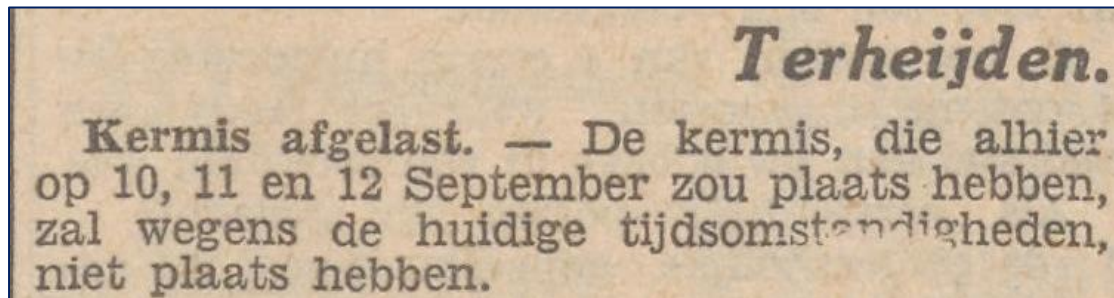 Terheijden.
Kermis afgelast. — De kermis, die alhier
op 10, 11 en 12 September zou plaats hebben,
zal wegens de huidige tijdsomstandigheden,
niet plaats hebben.